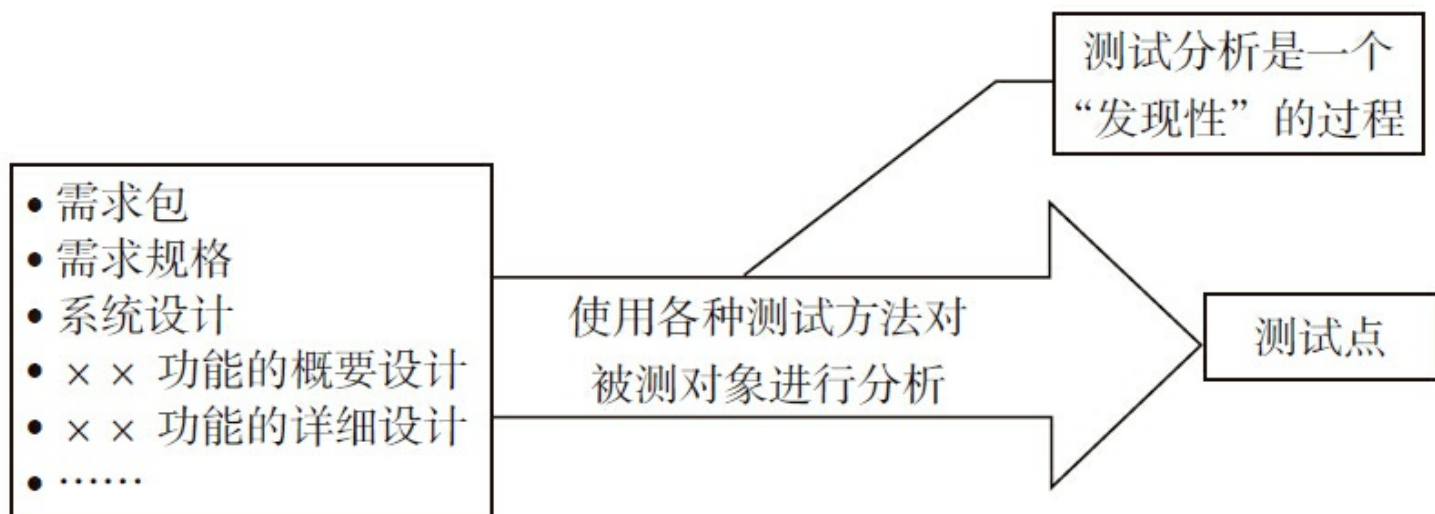 测试分析是一个
“发现性”的过程
• 需求包
• 需求规格
• 系统设计
• × × 功能的概要设计
• × × 功能的详细设计
• ……
使用各种测试方法对
被测对象进行分析
测试点